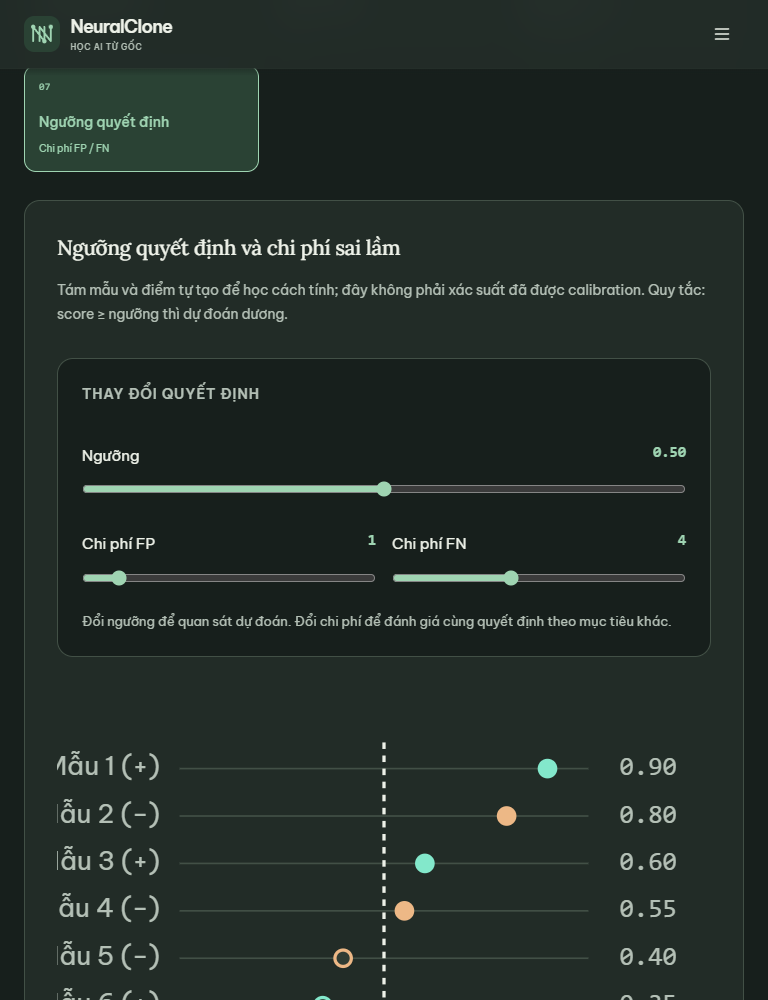 NeuralClone
HỌC AI TỪ GỐC
07
Ngưỡng quyết định
Chi phí FP / FN
Ngưỡng quyết định và chi phí sai lầm
Tám mẫu và điểm tự tạo để học cách tính; đây không phải xác suất đã được calibration. Quy tắc:
score ≥ ngưỡng thì dự đoán dương.
THAY ĐỔI QUYẾT ĐỊNH
Ngưỡng 0.50
Chi phí FP 1 Chi phí FN 4
Đổi ngưỡng để quan sát dự đoán. Đổi chi phí để đánh giá cùng quyết định theo mục tiêu khác.
Mẫu 1 (+) 0.90
ẫu 2 (−) 0.80
ẫu 3 (+) 0.60
ẫu 4 (−) 0.55
ẫu 5 (−) 0.40